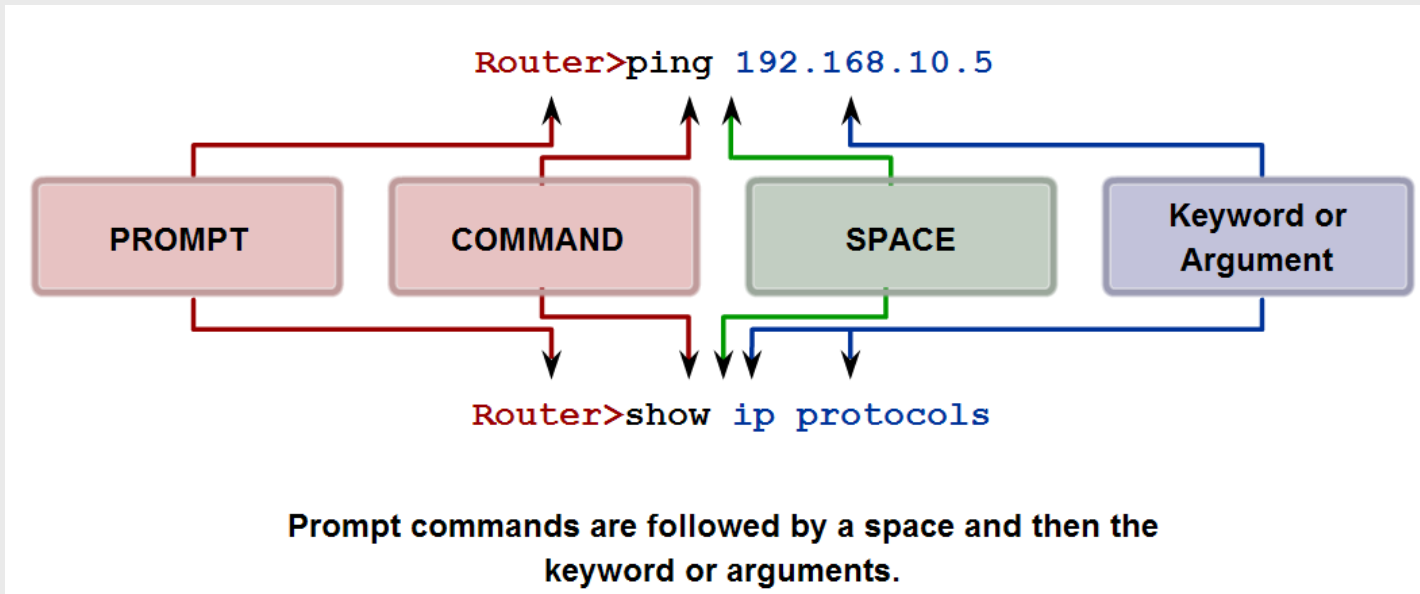 Router>ping 192.168.10.5
PROMPT
COMMAND
SPACE
Keyword or
Argument
Router>show ip protocols
Prompt commands are followed by a space and then the
keyword or arguments.